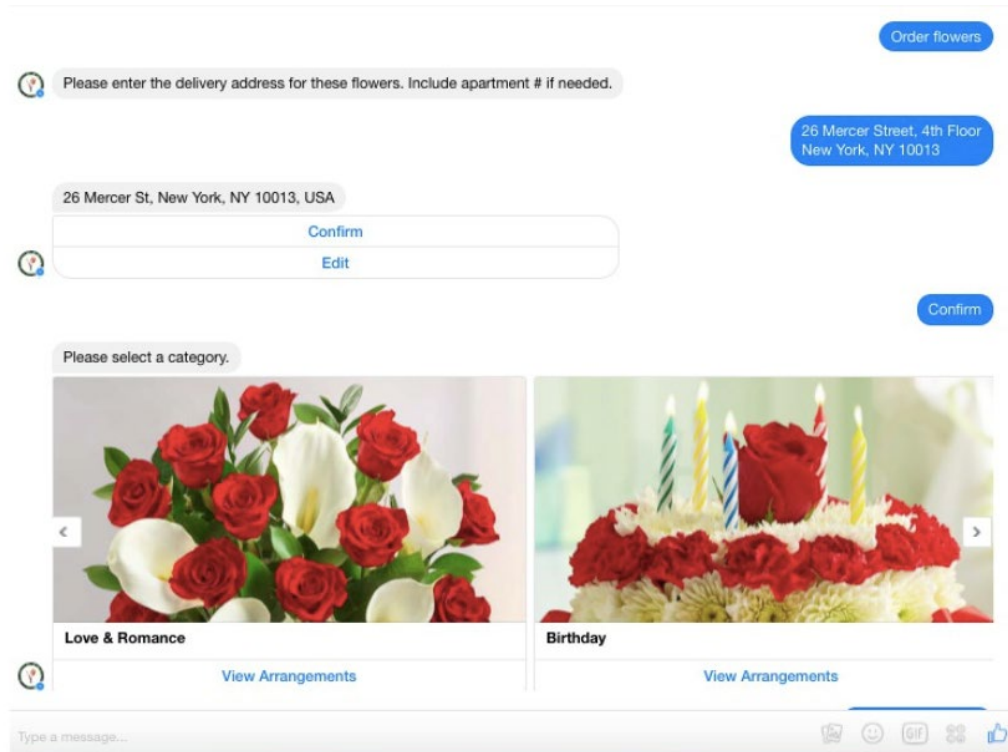 Order flowers
Please enter the delivery address for these flowers. Include apartment # if needed.
26 Mercer Street, 4th Floor
New York, NY 10013
26 Mercer St, New York, NY 10013, USA
Confirm
Edit
Confirm
Please select a category.
Love & Romance
Birthday
View Arrangements
View Arrangements
Type a message...
GIF